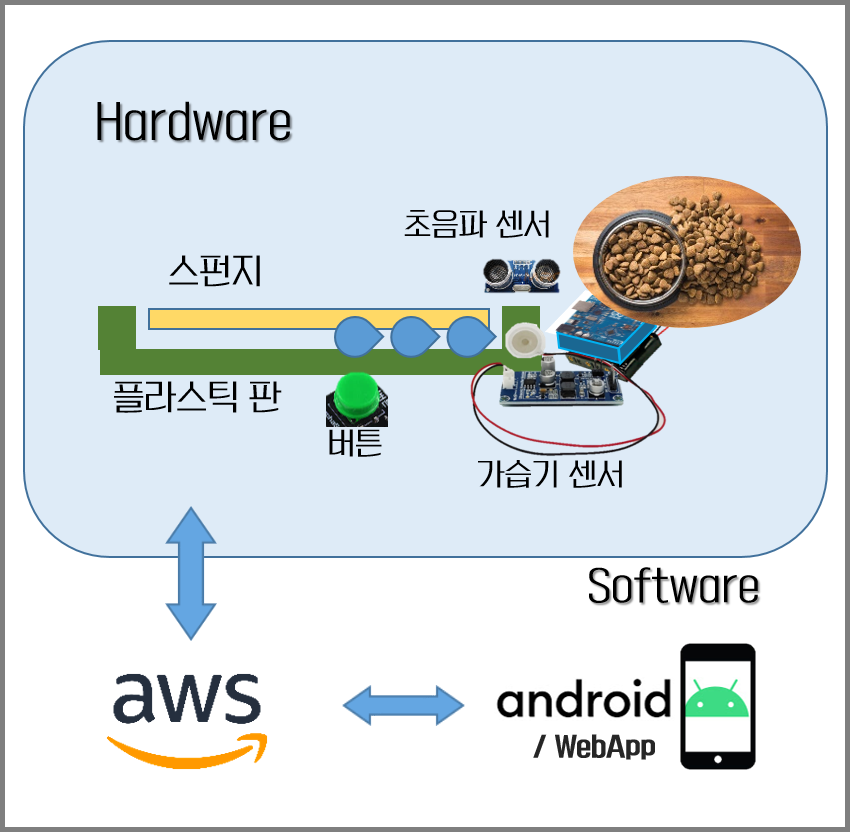 Hardware
초음파 센서
스펀지
플라스틱 판
버튼
가습기 센서
Software
aws
android
/ WebApp